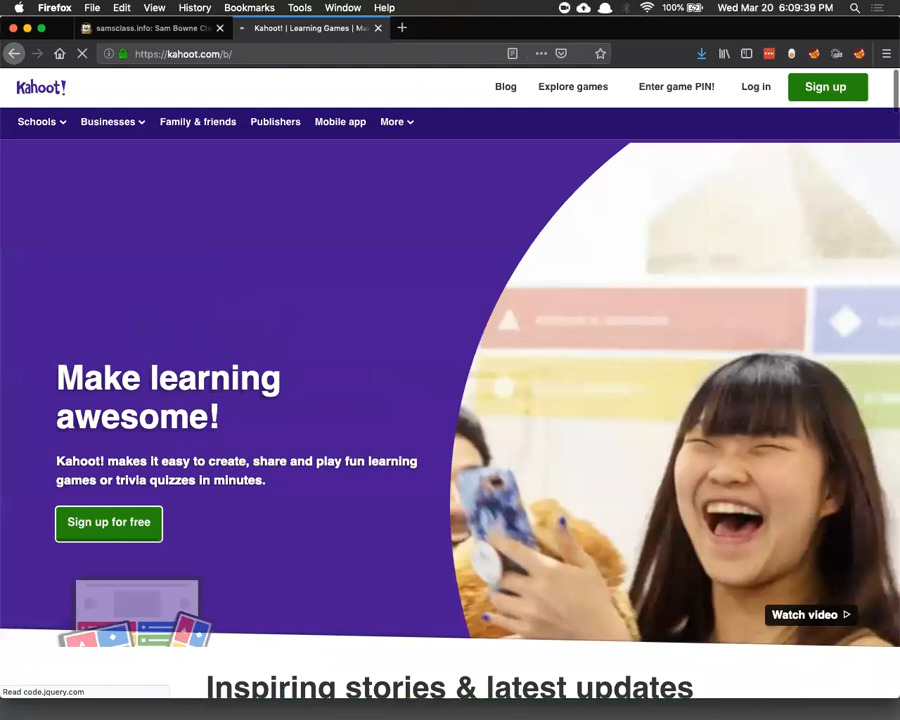 Firefox File Edit View History Bookmarks Tools Window Help 100% Wed Mar 20 6:09:39 PM
samsclass.info: Sam Bowne Cl
Kahoot! | Learning Games | Ma
https://kahoot.com/b/
Kahoot!
Blog Explore games Enter game PIN! Log in Sign up
Schools Businesses Family & friends Publishers Mobile app More
Make learning
awesome!
Kahoot! makes it easy to create, share and play fun learning
games or trivia quizzes in minutes.
Sign up for free
Watch video
Inspiring stories & latest updates
Read code.jquery.com